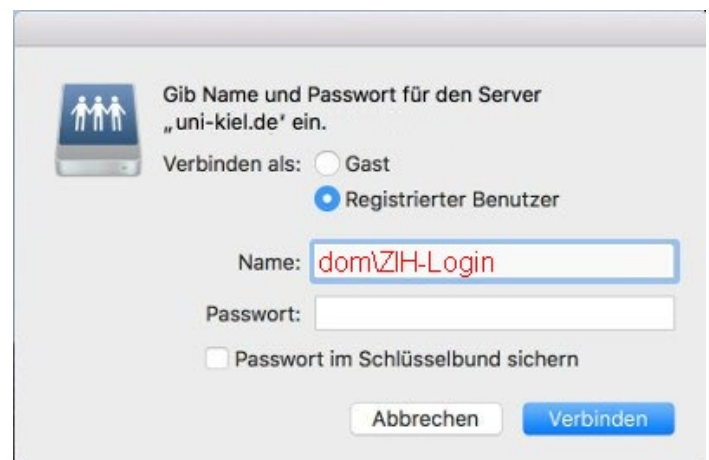 Gib Name und Passwort für den Server
„uni-kiel.de' ein.
Verbinden als: Gast
Registrierter Benutzer
Name: dom\ZIH-Login
Passwort:
Passwort im Schlüsselbund sichern
Abbrechen Verbinden